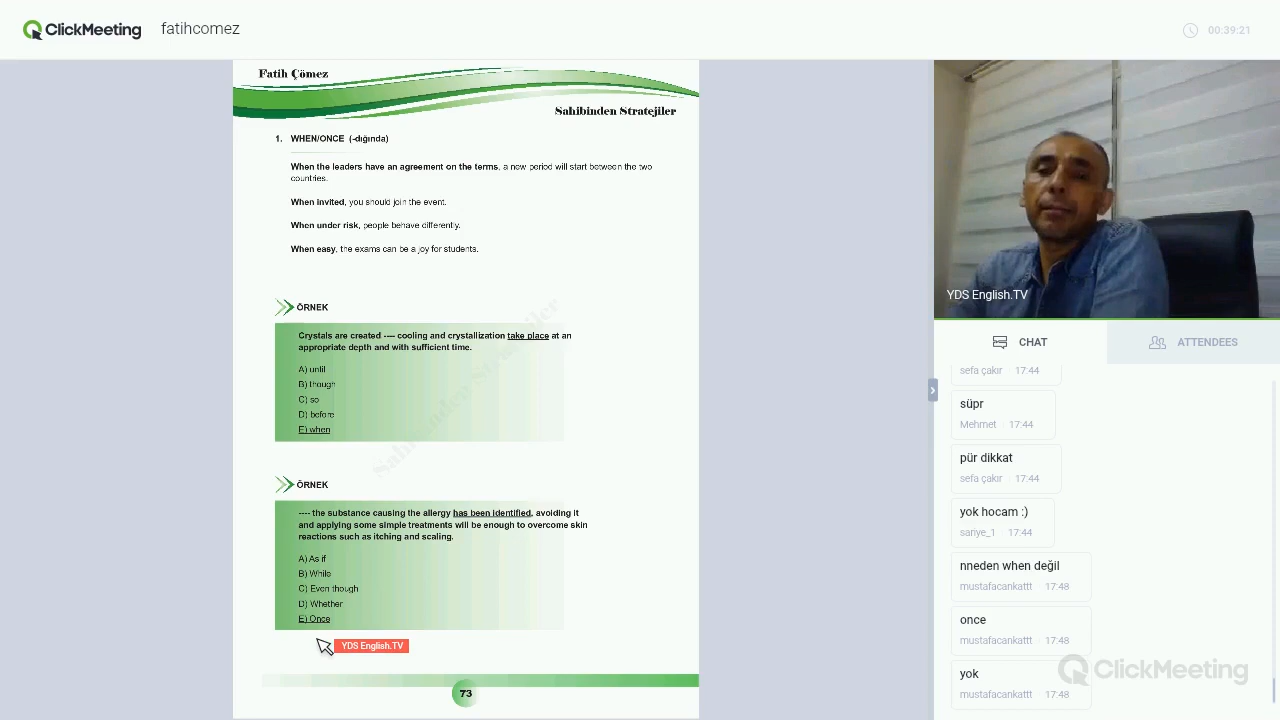 ClickMeeting
fatihcomez
00:39:21
Fatih Çömez
Sahibinden Stratejiler
1. WHEN/ONCE (-dığında)
When the leaders have an agreement on the terms, a new period will start between the two
countries.
When invited, you should join the event.
When under risk, people behave differently.
When easy, the exams can be a joy for students.
ÖRNEK
Crystals are created ---- cooling and crystallization take place at an
appropriate depth and with sufficient time.
A) until
B) though
C) so
D) before
E) when
Sahibinden Stratejiler
ÖRNEK
---- the substance causing the allergy has been identified, avoiding it
and applying some simple treatments will be enough to overcome skin
reactions such as itching and scaling.
A) As if
B) While
C) Even though
D) Whether
E) Once
YDS English.TV
73
YDS English.TV
CHAT
ATTENDEES
sefa çakır 17:44
süpr
Mehmet 17:44
pür dikkat
sefa çakır 17:44
yok hocam :)
sariye_1 17:44
nneden when değil
mustafacankattt 17:48
once
mustafacankattt 17:48
yok
mustafacankattt 17:48
ClickMeeting